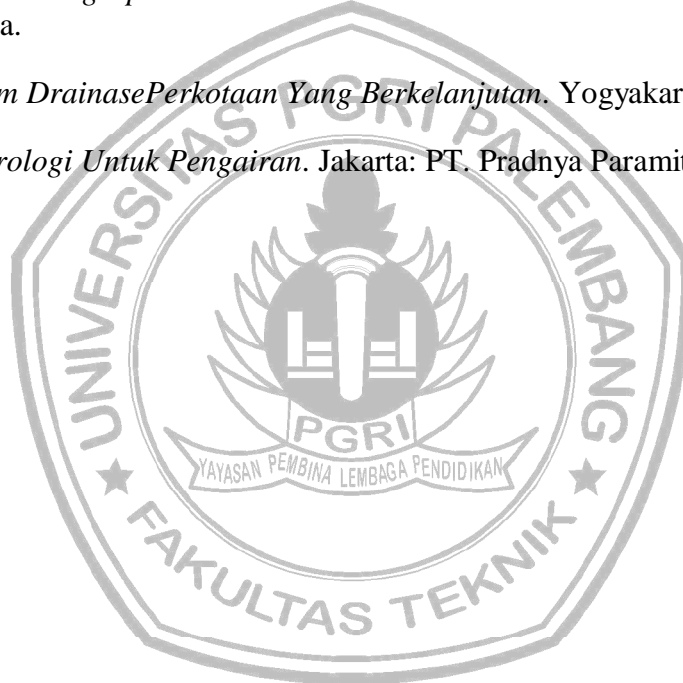 a.
m DrainasePerkotaan Yang Berkelanjutan. Yogyakar
rologi Untuk Pengairan. Jakarta: PT. Pradnya Paramit
UNIVERSITAS PGRI PALEMBANG
PGRI
YAYASAN PEMBINA LEMBAGA PENDIDIKAN
★ FAKULTAS TEKNIK ★